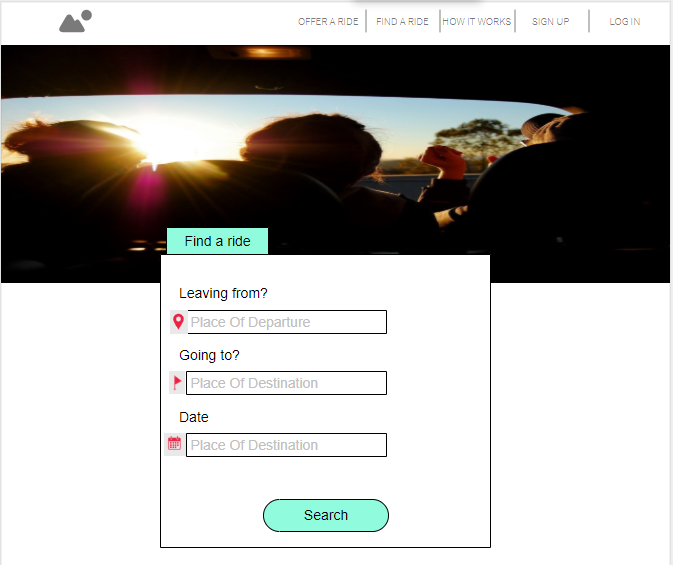 OFFER A RIDE FIND A RIDE HOW IT WORKS SIGN UP LOG IN
Find a ride
Leaving from?
Place Of Departure
Going to?
Place Of Destination
Date
Place Of Destination
Search